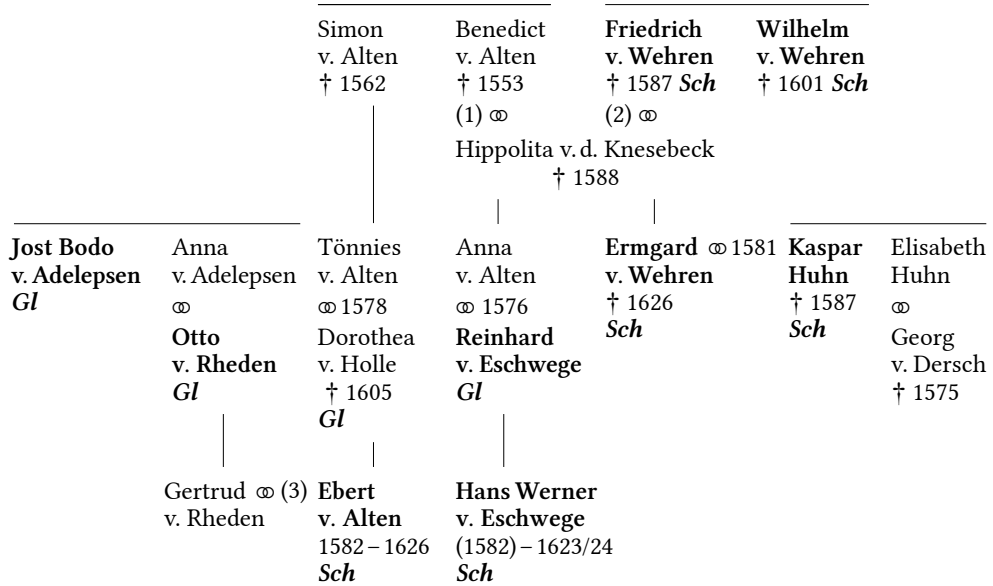 Simon
v. Alten
† 1562
Benedict
v. Alten
† 1553
(1) ⚭
Friedrich
v. Wehren
† 1587 Sch
(2) ⚭
Wilhelm
v. Wehren
† 1601 Sch
Hippolita v. d. Knesebeck
† 1588
Jost Bodo
v. Adelepsen
Gl
Anna
v. Adelepsen
⚭
Otto
v. Rheden
Gl
Tönnies
v. Alten
⚭ 1578
Dorothea
v. Holle
† 1605
Gl
Anna
v. Alten
⚭ 1576
Reinhard
v. Eschwege
Gl
Ermgard ⚭ 1581
v. Wehren
† 1626
Sch
Kaspar
Huhn
† 1587
Sch
Elisabeth
Huhn
⚭
Georg
v. Dersch
† 1575
Gertrud ⚭ (3)
v. Rheden
Ebert
v. Alten
1582 – 1626
Sch
Hans Werner
v. Eschwege
(1582) – 1623/24
Sch